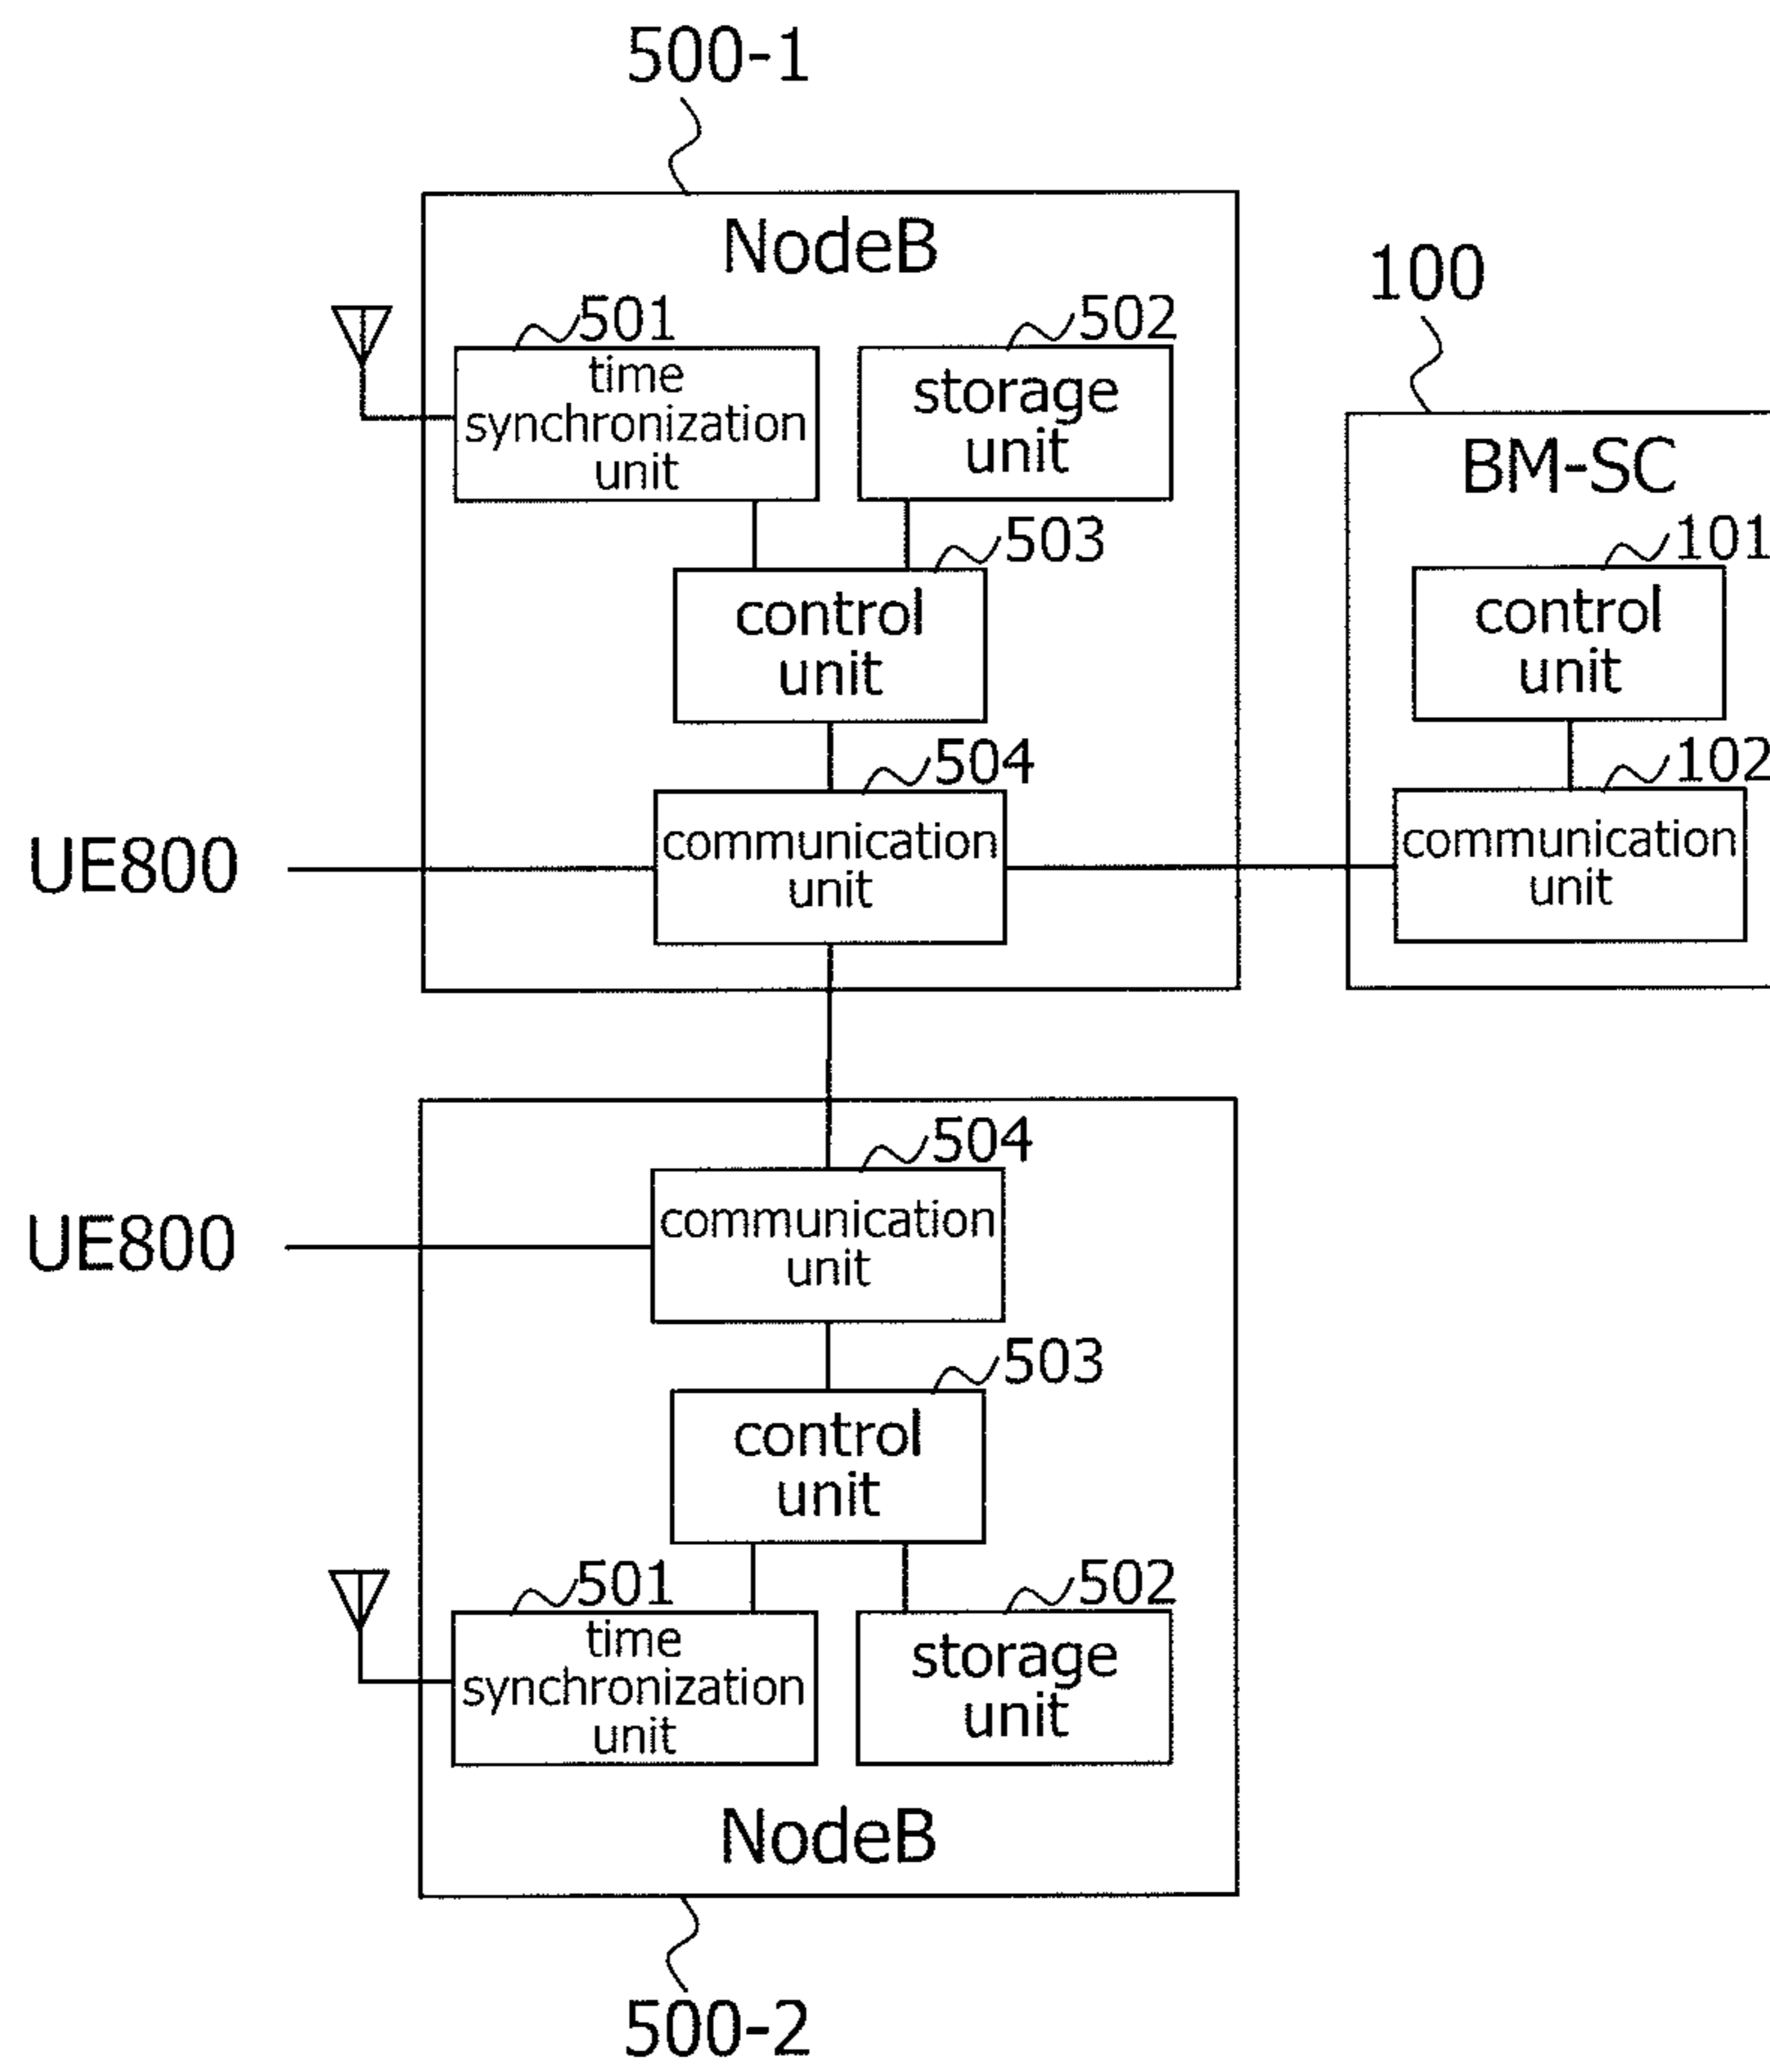 500-1
NodeB
100
501
502
time
synchronization
unit
storage
unit
BM-SC
503
101
control
unit
control
unit
504
102
UE800
communication
unit
communication
unit
504
UE800
communication
unit
503
control
unit
501
502
time
synchronization
unit
storage
unit
NodeB
500-2